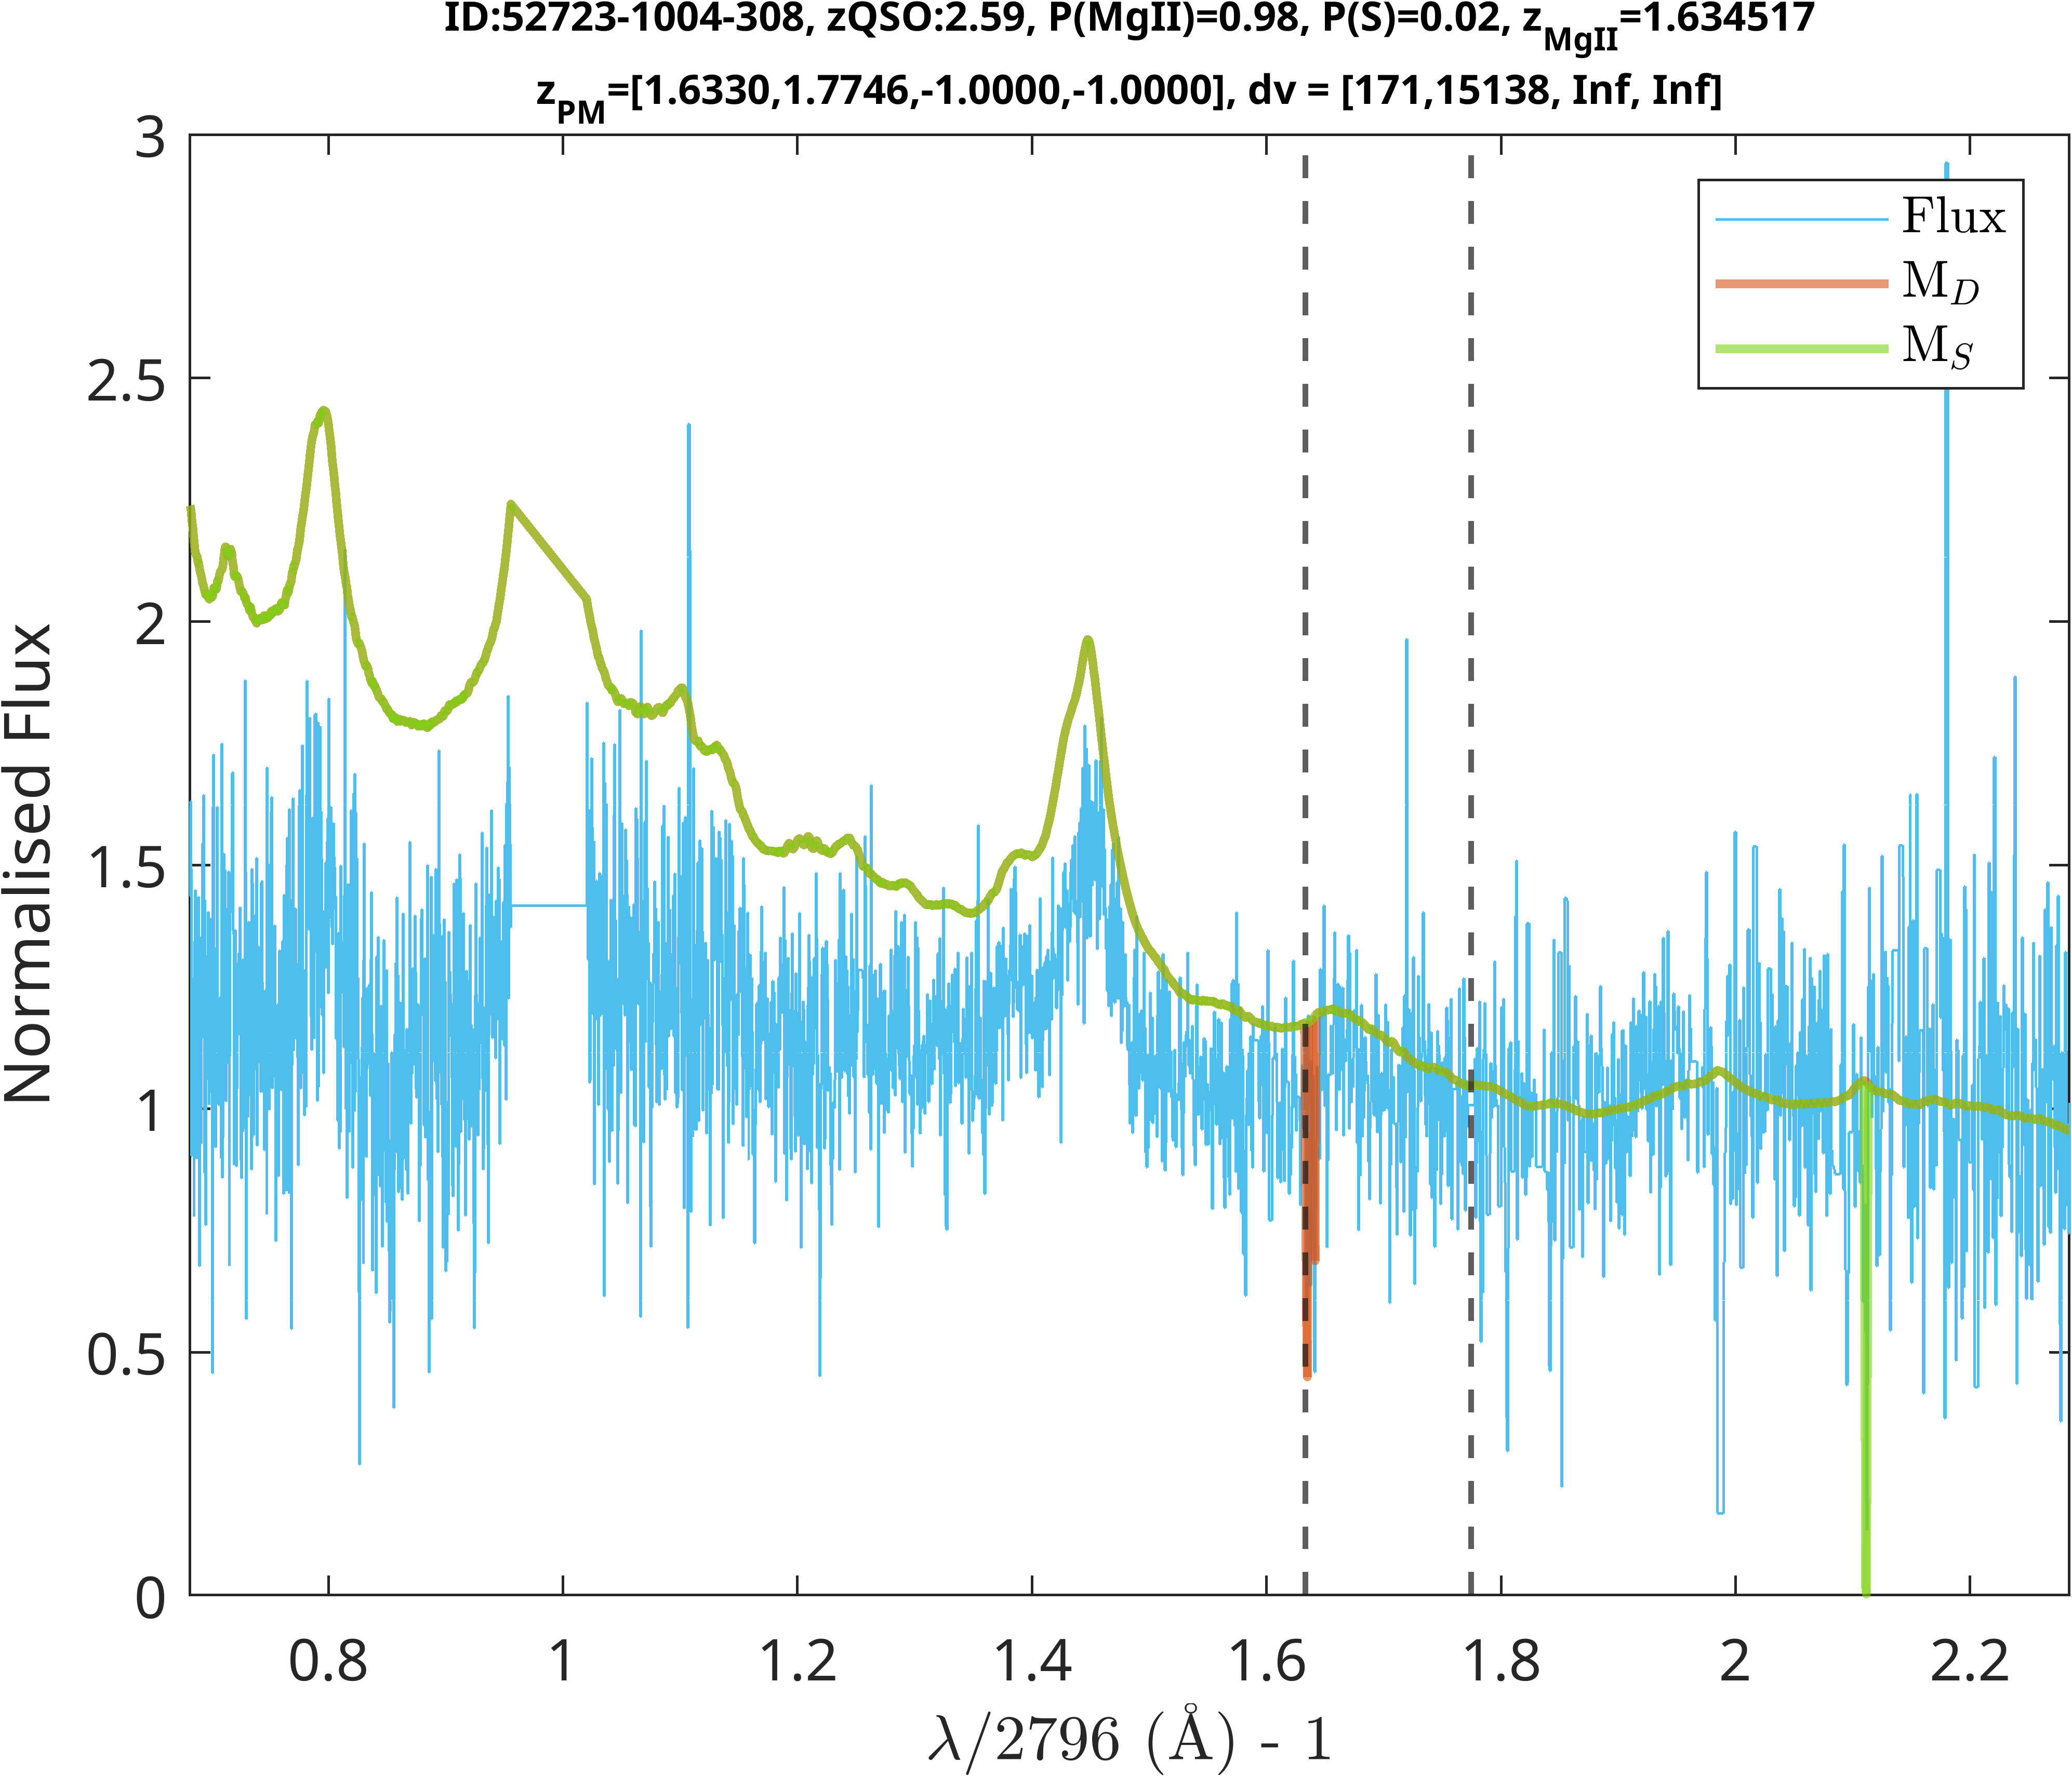 ID:52723-1004-308, zQSO:2.59, P(MgII)=0.98, P(S)=0.02, zMgII=1.634517
zPM=[1.6330,1.7746,-1.0000,-1.0000], dv = [171,15138, Inf, Inf]
3
2.5
2
1.5
1
0.5
0
Normalised Flux
Flux
MD
MS
0.8
1
1.2
1.4
1.6
1.8
2
2.2
λ/2796 (Å) - 1